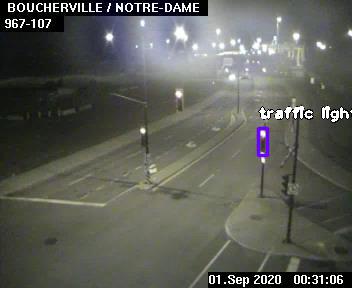 BOUCHERVILLE / NOTRE-DAME
967-107
traffic light
01.Sep 2020 00:31:06